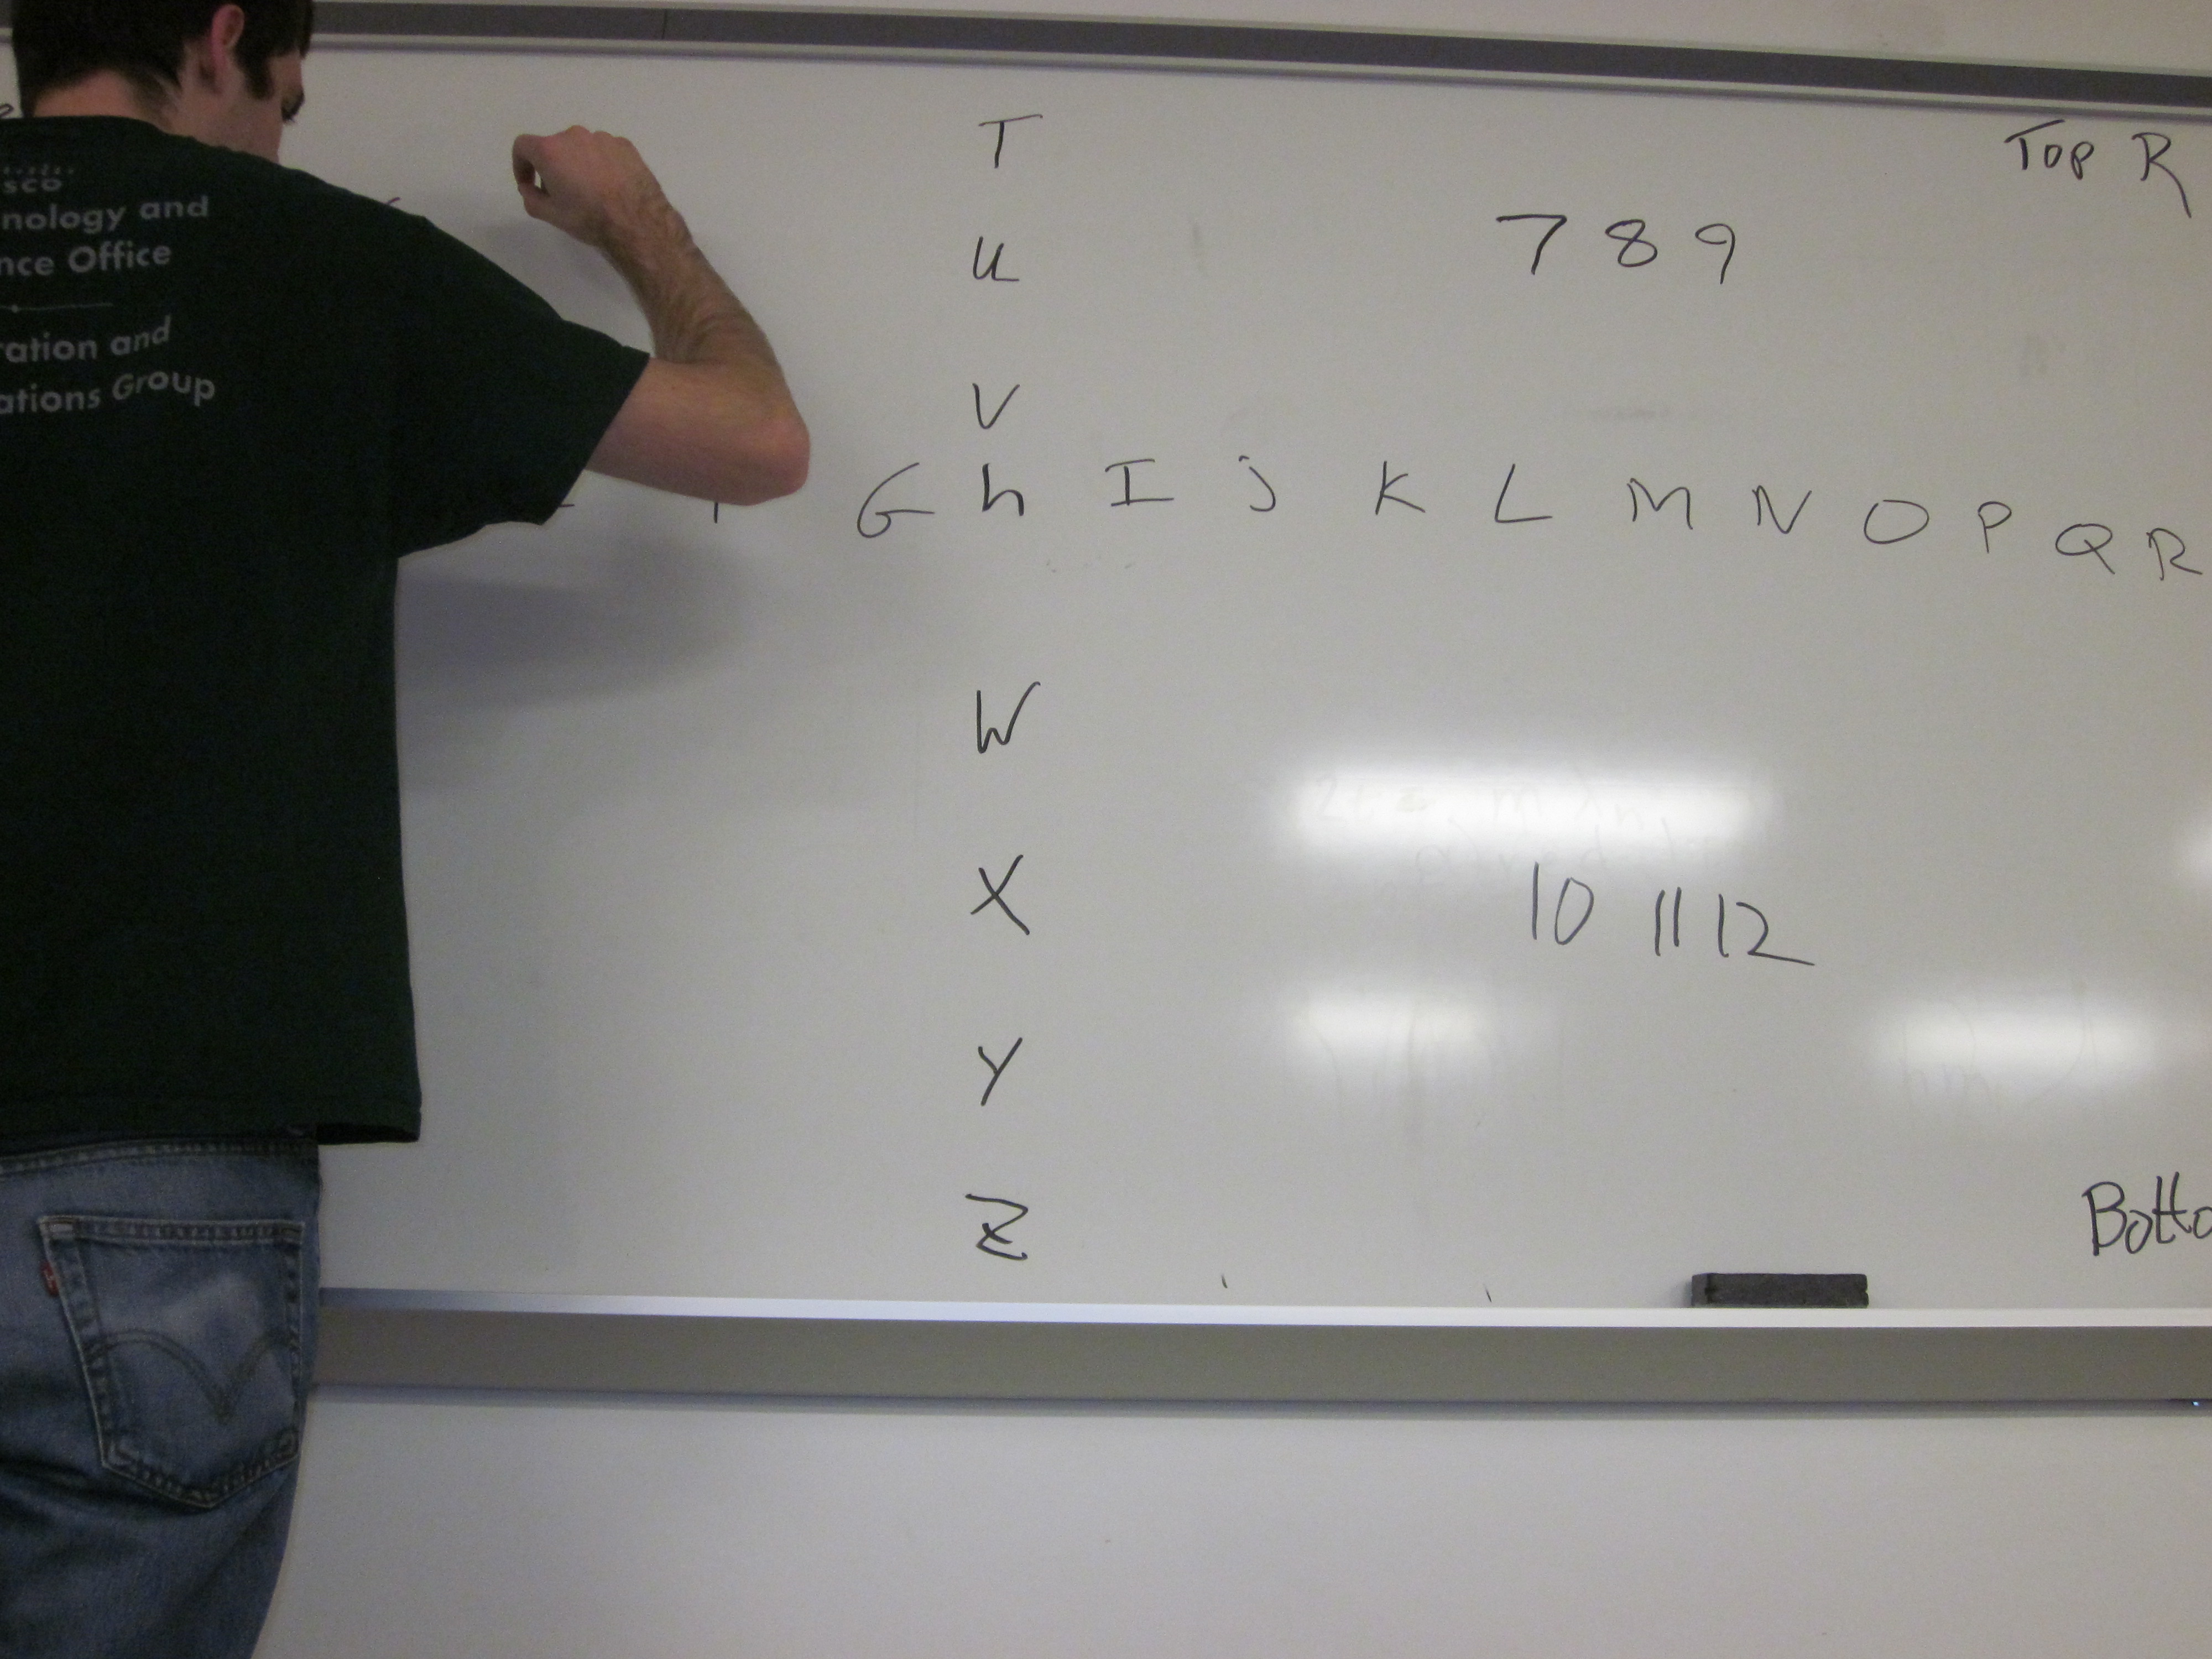 T
Top R
U
7 8 9
V
G h I J K L M N O P Q R
W
X
10 11 12
Y
Z
Botto
sco
nology and
nce Office
ration and
ations Group